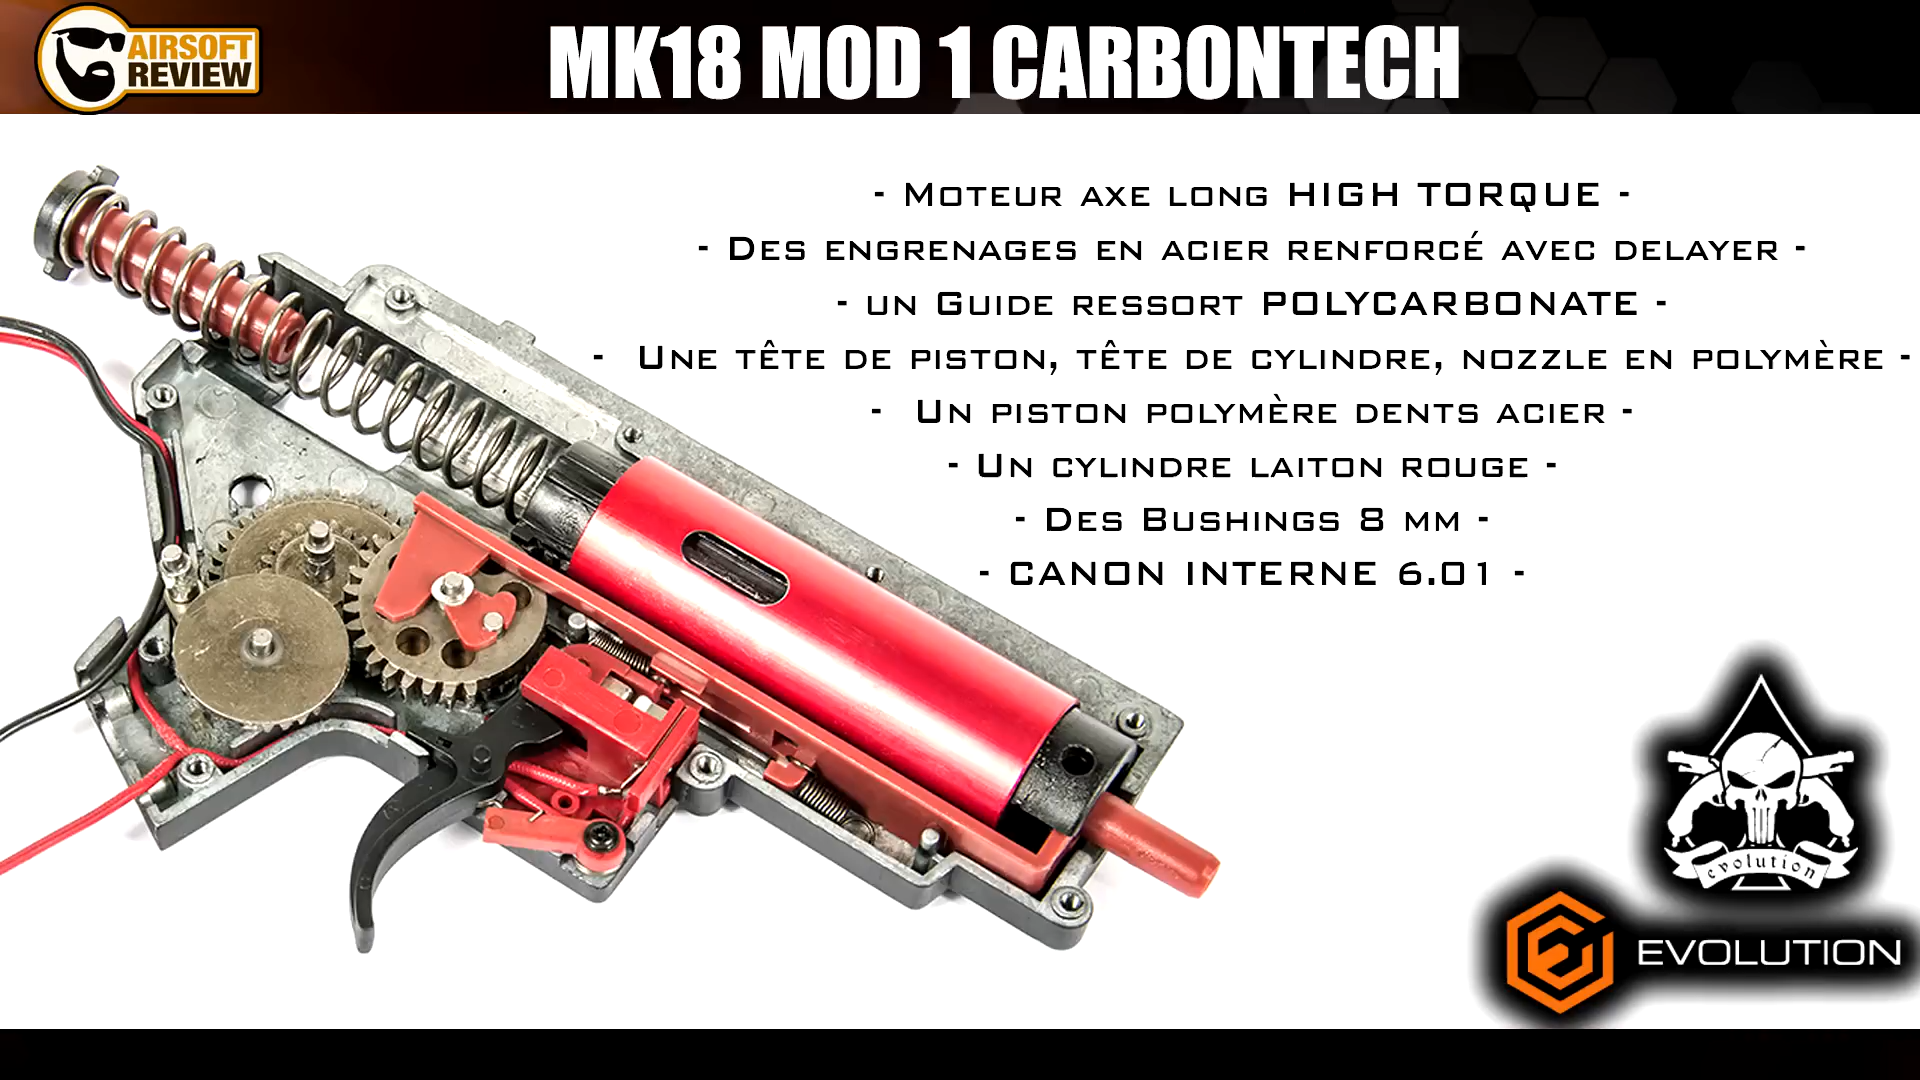 AIRSOFT
REVIEW
MK18 MOD 1 CARBONTECH
- Moteur axe long HIGH TORQUE -
- Des engrenages en acier renforcé avec delayer -
- un Guide ressort POLYCARBONATE -
- Une tête de piston, tête de cylindre, nozzle en polymère -
- Un piston polymère dents acier -
- Un cylindre laiton rouge -
- Des Bushings 8 mm -
- CANON INTERNE 6.01 -
evolution
EVOLUTION